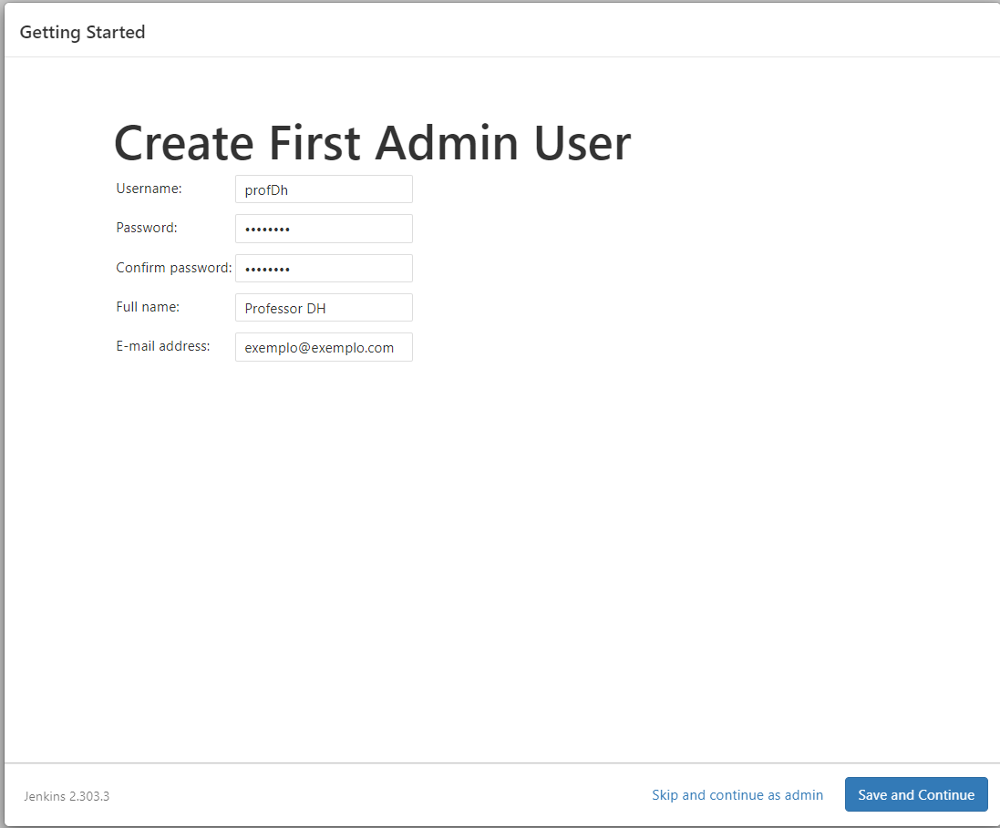 Getting Started
Create First Admin User
Username: profDh
Password: ••••••••
Confirm password: ••••••••
Full name: Professor DH
E-mail address: exemplo@exemplo.com
Jenkins 2.303.3 Skip and continue as admin Save and Continue